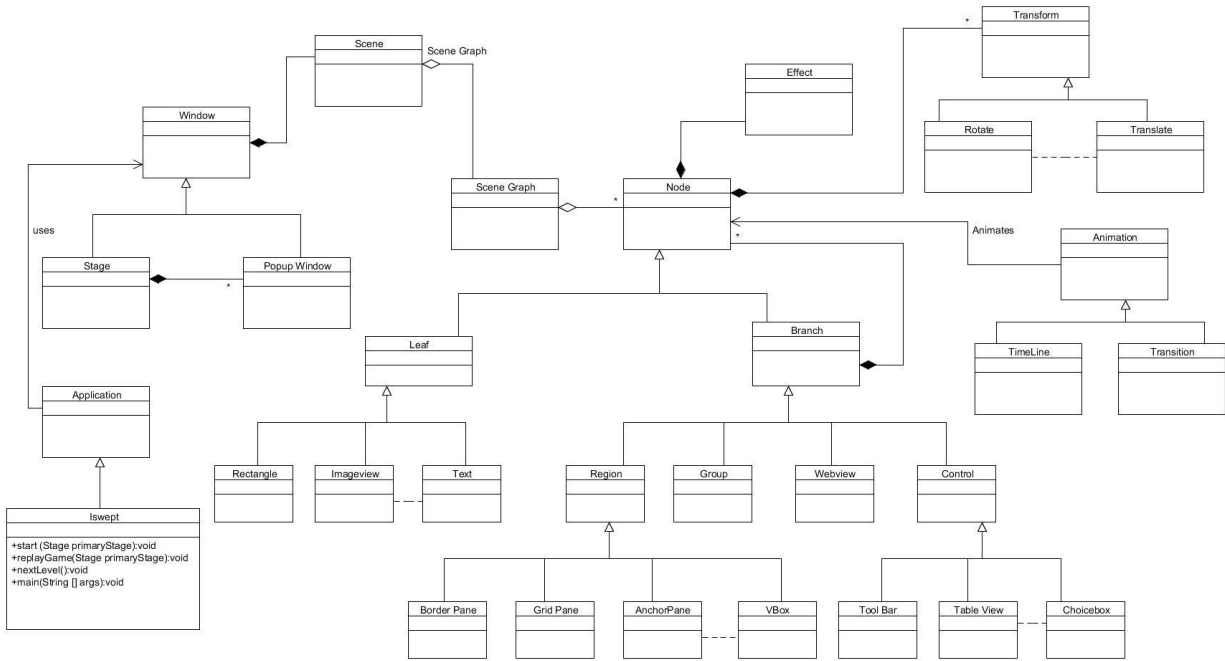 *
Transform
Scene
Scene Graph
Effect
Window
Rotate
Translate
Scene Graph
Node
*
*
Animates
uses
Animation
Stage
Popup Window
*
Branch
Leaf
TimeLine
Transition
Application
Rectangle
Imageview
Text
Region
Group
Webview
Control
Iswept
+start (Stage primaryStage):void
+replayGame(Stage primaryStage):void
+nextLevel():void
+main(String [] args):void
Border Pane
Grid Pane
AnchorPane
VBox
Tool Bar
Table View
Choicebox